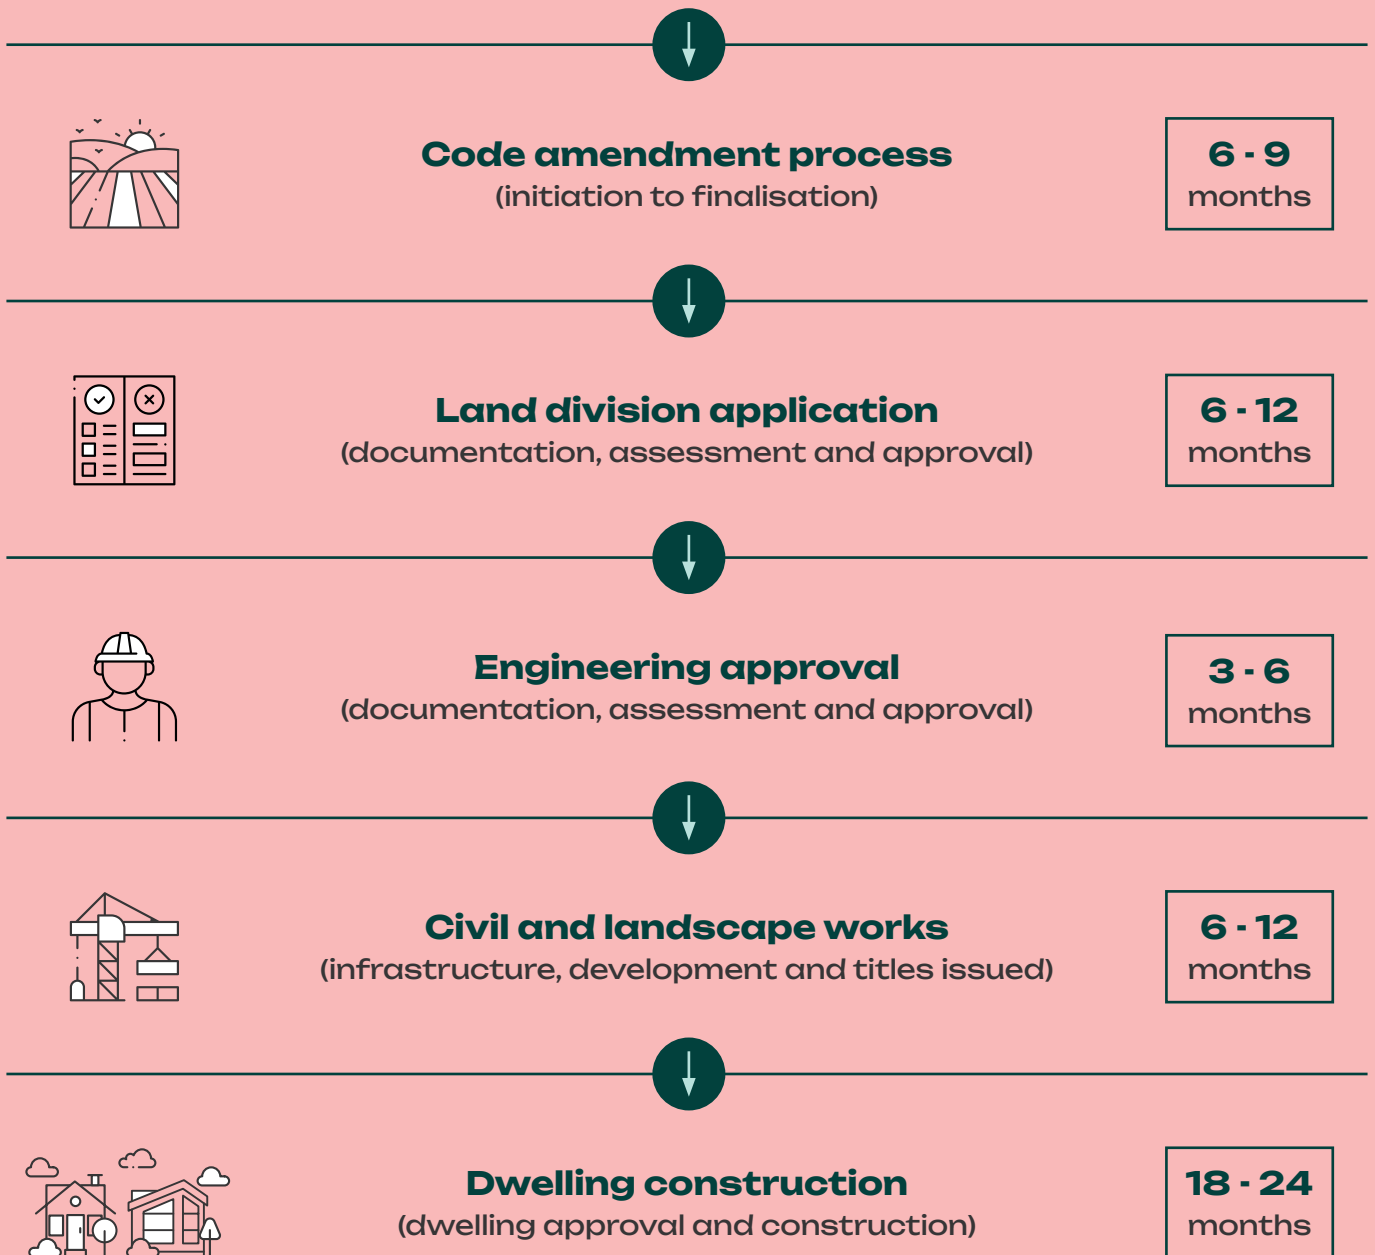 Code amendment process
(initiation to finalisation)
6 - 9
months
Land division application
(documentation, assessment and approval)
6 - 12
months
Engineering approval
(documentation, assessment and approval)
3 - 6
months
Civil and landscape works
(infrastructure, development and titles issued)
6 - 12
months
Dwelling construction
(dwelling approval and construction)
18 - 24
months